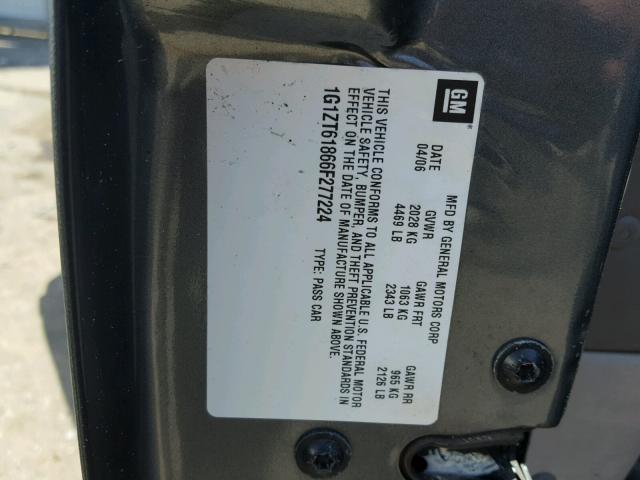 GM
®
MFD BY GENERAL MOTORS CORP
DATE GVWR GAWR FRT GAWR RR
04/06 2028 KG 1063 KG 965 KG
4469 LB 2343 LB 2126 LB
THIS VEHICLE CONFORMS TO ALL APPLICABLE U.S. FEDERAL MOTOR
VEHICLE SAFETY, BUMPER, AND THEFT PREVENTION STANDARDS IN
EFFECT ON THE DATE OF MANUFACTURE SHOWN ABOVE.
1G1ZT61866F277224 TYPE: PASS CAR